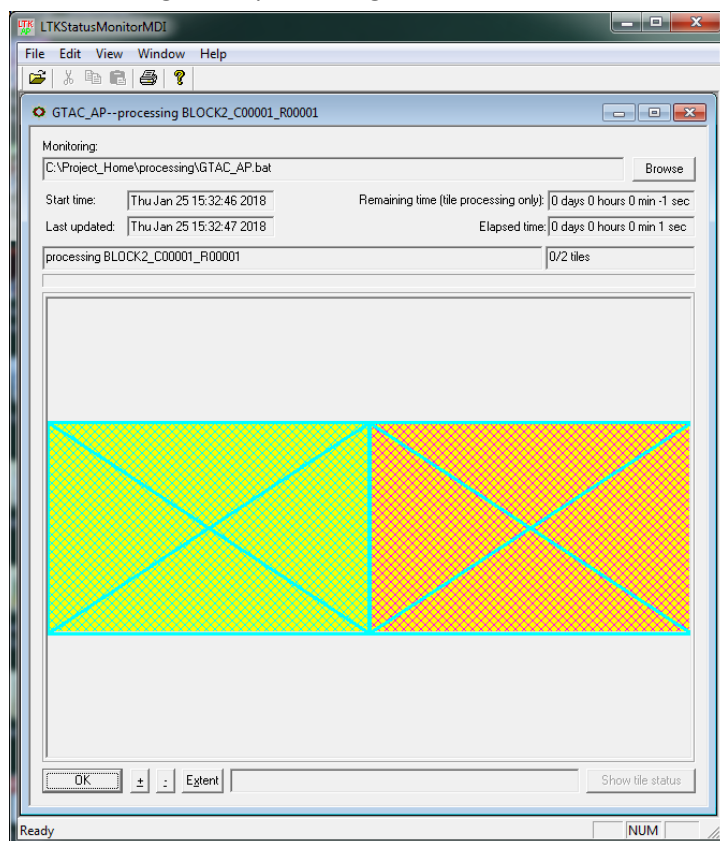 LTKStatusMonitorMDI
File Edit View Window Help
GTAC_AP--processing BLOCK2_C00001_R00001
Monitoring:
C:\Project_Home\processing\GTAC_AP.bat Browse
Start time: Thu Jan 25 15:32:46 2018 Remaining time (tile processing only): 0 days 0 hours 0 min -1 sec
Last updated: Thu Jan 25 15:32:47 2018 Elapsed time: 0 days 0 hours 0 min 1 sec
processing BLOCK2_C00001_R00001 0/2 tiles
OK + - Extent Show tile status
Ready NUM